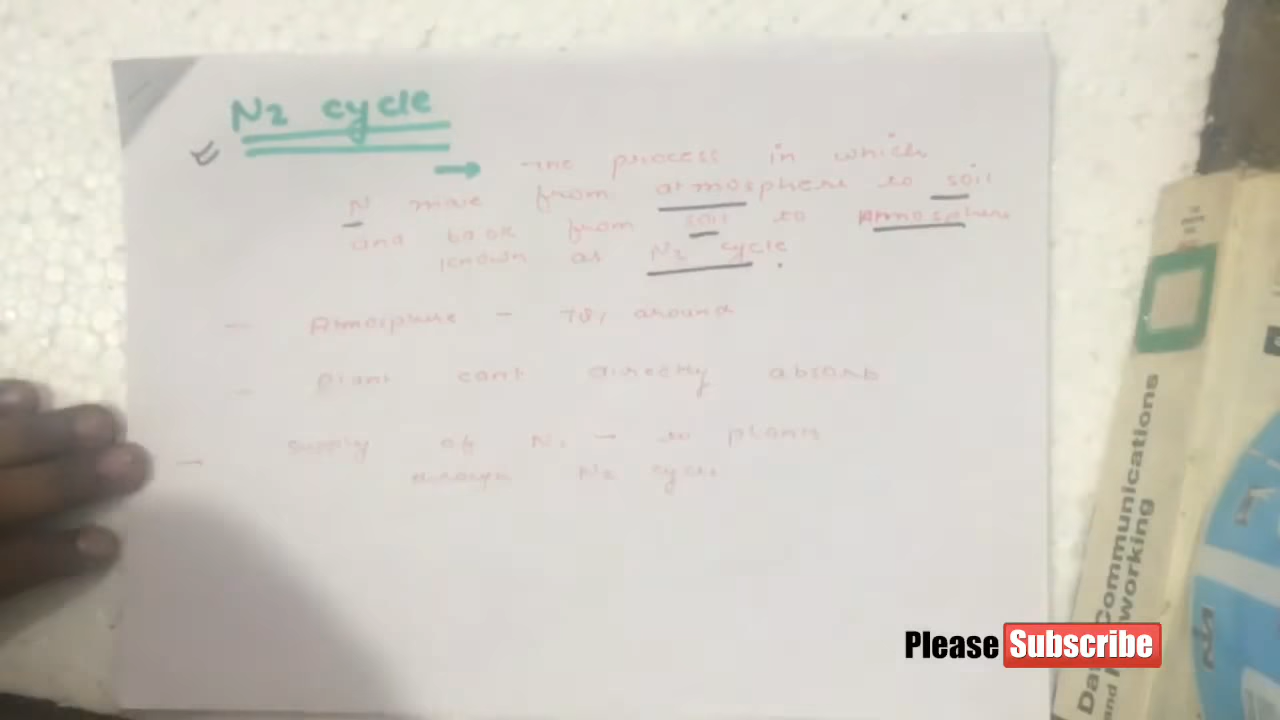 N2 cycle
→ The process in which
N move from atmosphere to soil
and back from soil to Atmosphere
known as N2 cycle.
— Atmosphere - 78% around
— Plant cant directly absorb
— Supply of N2 - to plants
through N2 cycle
Data Communications
and Networking
Please Subscribe